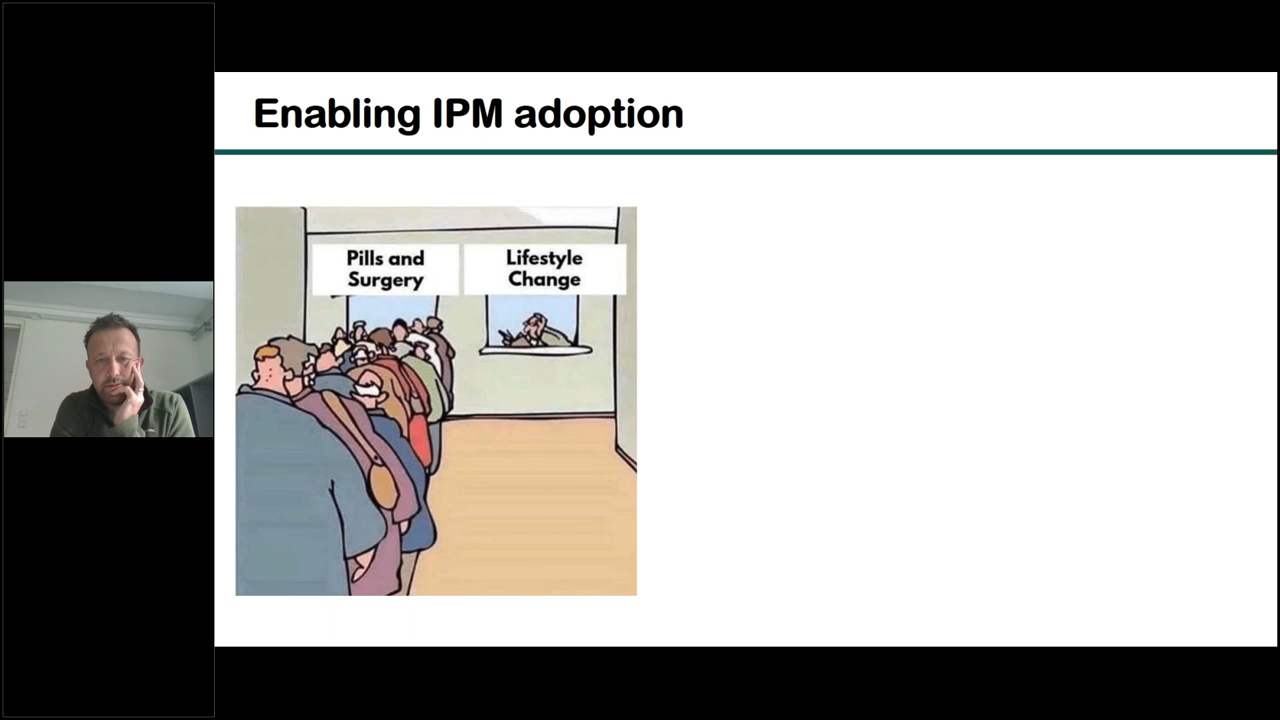 Enabling IPM adoption
Pills and
Surgery
Lifestyle
Change